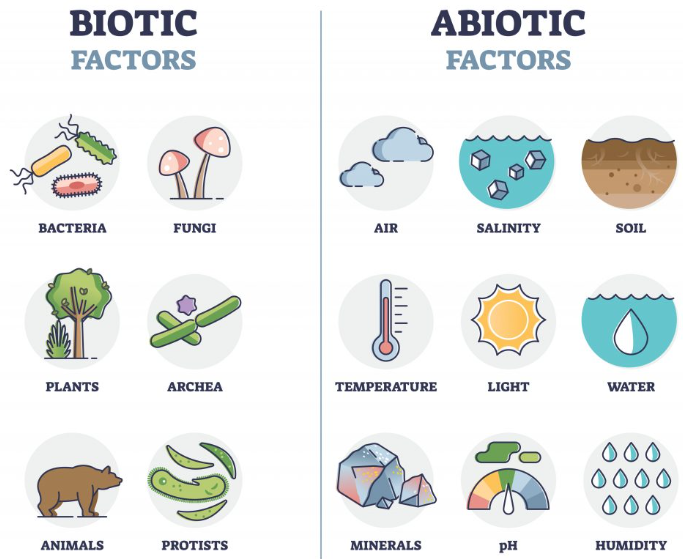 BIOTIC
FACTORS
BACTERIA
FUNGI
PLANTS
ARCHEA
ANIMALS
PROTISTS
ABIOTIC
FACTORS
AIR
SALINITY
SOIL
TEMPERATURE
LIGHT
WATER
MINERALS
pH
HUMIDITY